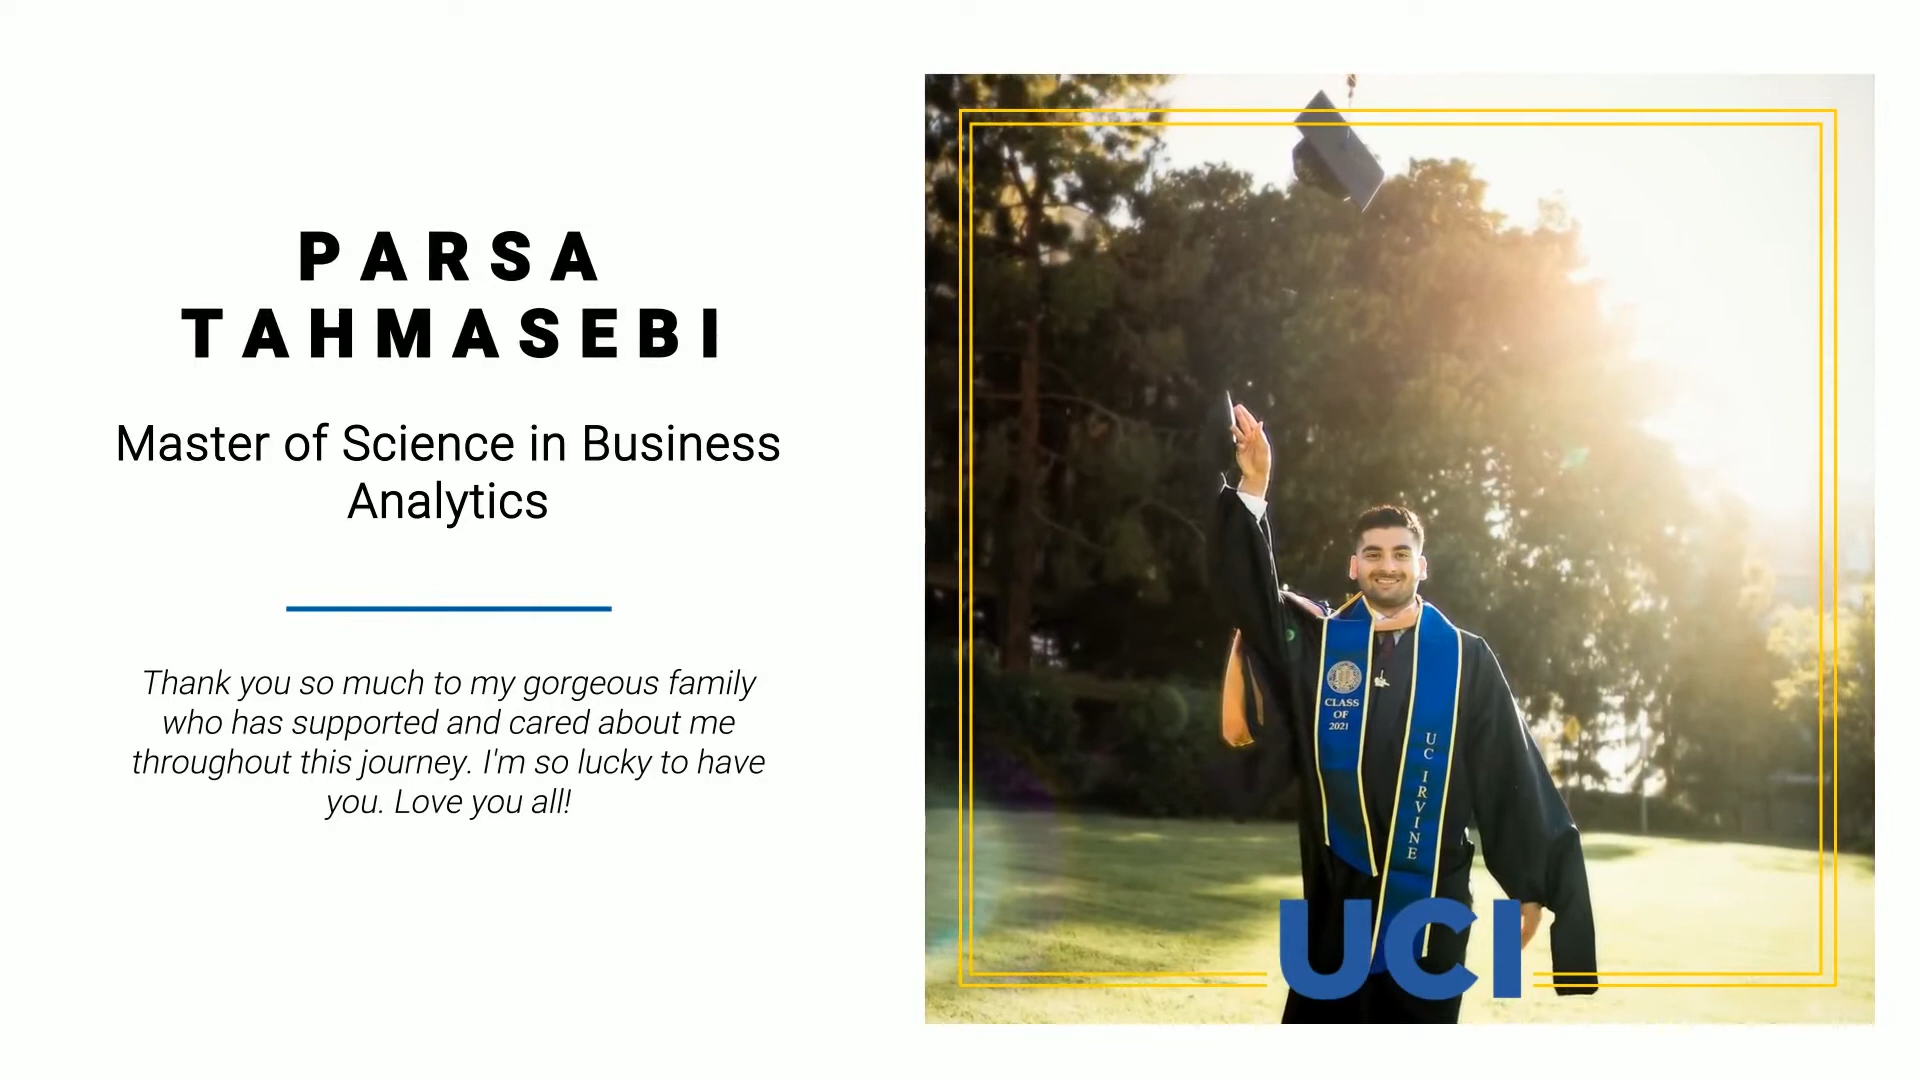 PARSA
TAHMASEBI
Master of Science in Business
Analytics
Thank you so much to my gorgeous family
who has supported and cared about me
throughout this journey. I'm so lucky to have
you. Love you all!
CLASS
OF
2021
UC IRVINE
UCI